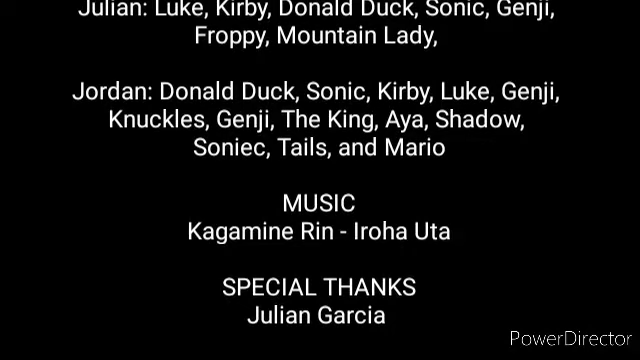 Julian: Luke, Kirby, Donald Duck, Sonic, Genji,
Froppy, Mountain Lady,
Jordan: Donald Duck, Sonic, Kirby, Luke, Genji,
Knuckles, Genji, The King, Aya, Shadow,
Soniec, Tails, and Mario
MUSIC
Kagamine Rin - Iroha Uta
SPECIAL THANKS
Julian Garcia
PowerDirector